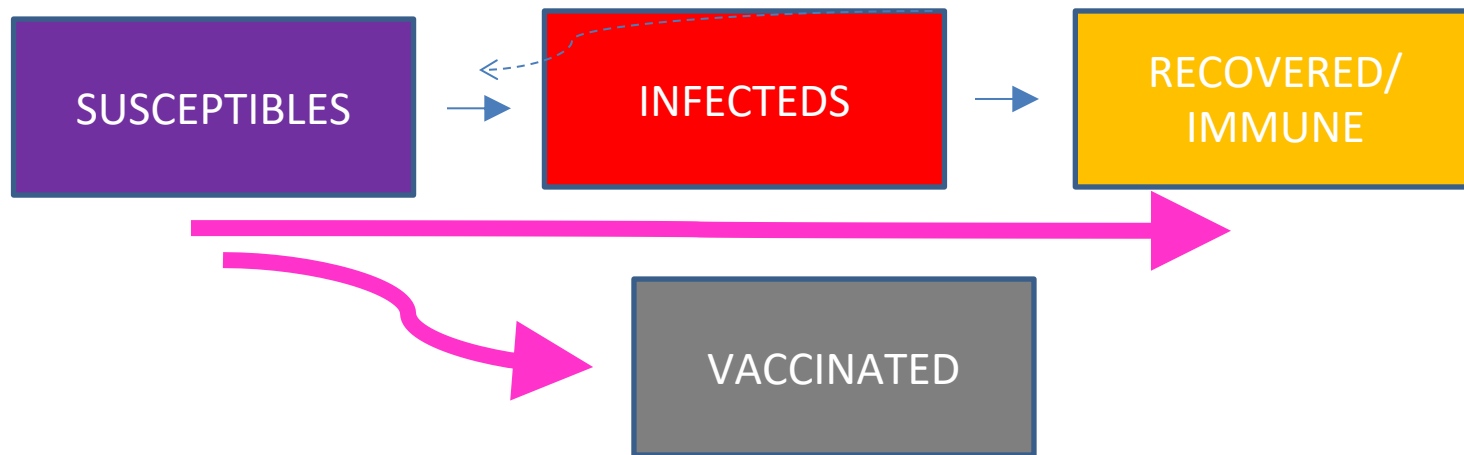 SUSCEPTIBLES
INFECTEDS
RECOVERED/
IMMUNE
VACCINATED